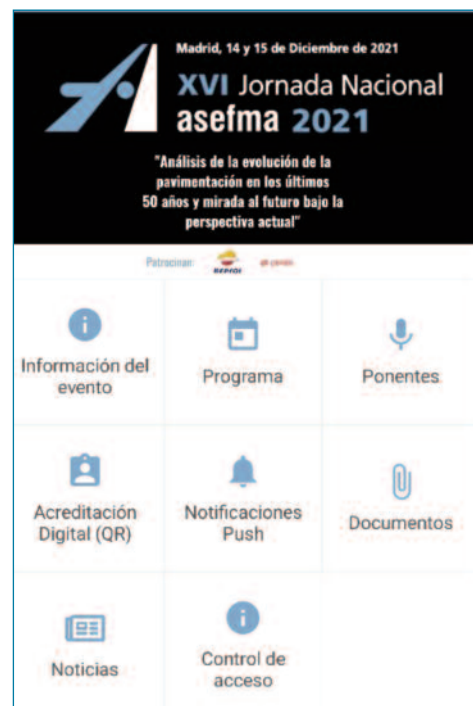 Madrid, 14 y 15 de Diciembre de 2021
XVI Jornada Nacional
asefma 2021
"Análisis de la evolución de la
pavimentación en los últimos
50 años y mirada al futuro bajo la
perspectiva actual"
Patrocinan:
REPSOL
Información del
evento
Programa
Ponentes
Acreditación
Digital (QR)
Notificaciones
Push
Documentos
Noticias
Control de
acceso